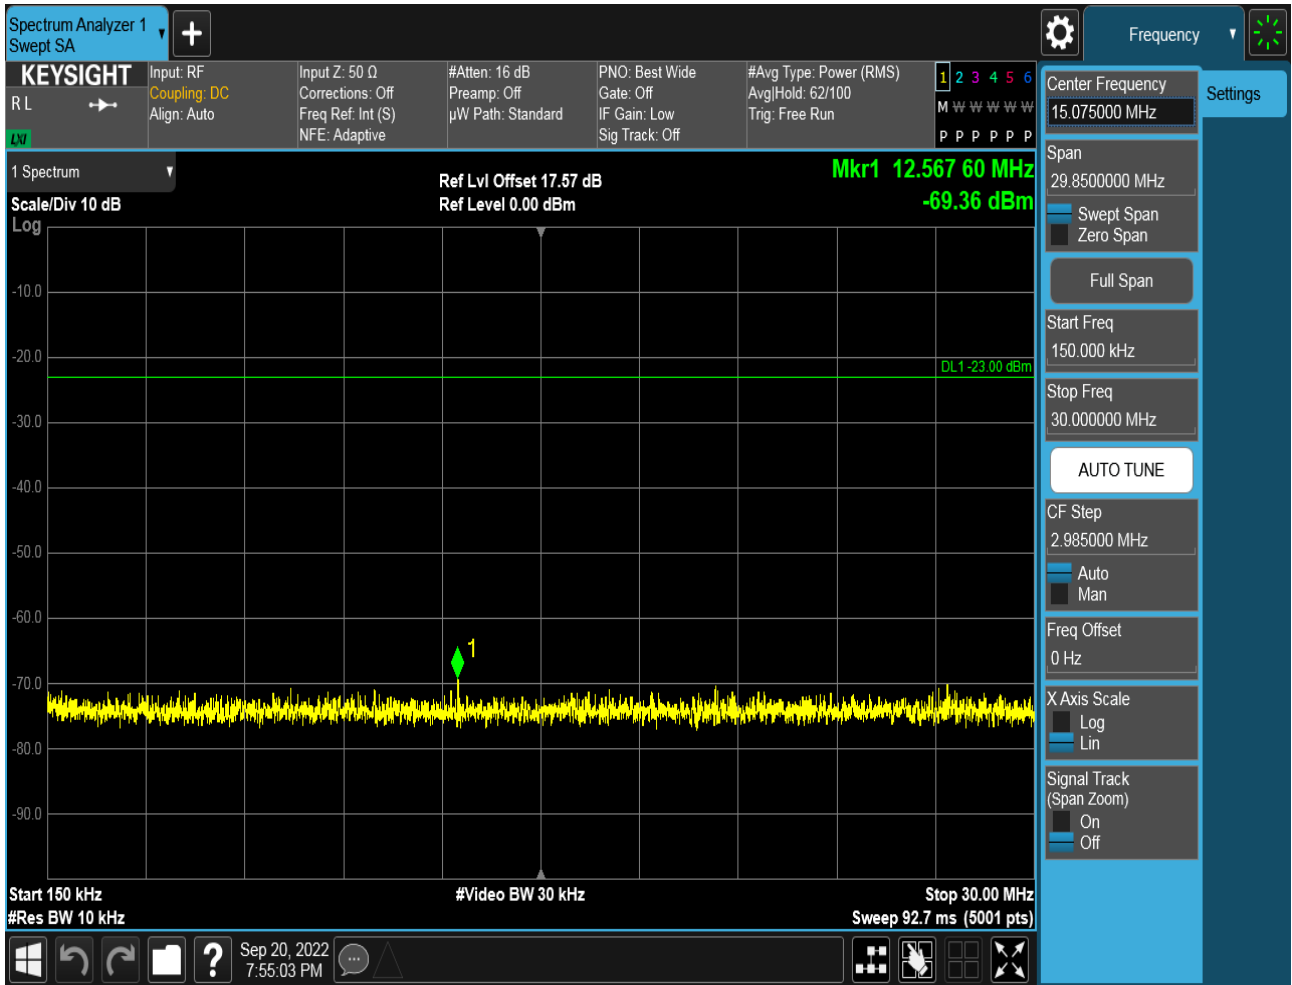 Spectrum Analyzer 1
Swept SA
Frequency
KEYSIGHT
R L
LXI
Input: RF
Coupling: DC
Align: Auto
Input Z: 50 Ω
Corrections: Off
Freq Ref: Int (S)
NFE: Adaptive
#Atten: 16 dB
Preamp: Off
µW Path: Standard
PNO: Best Wide
Gate: Off
IF Gain: Low
Sig Track: Off
#Avg Type: Power (RMS)
Avg|Hold: 62/100
Trig: Free Run
1 2 3 4 5 6
M W W W W W
P P P P P P
1 Spectrum
Scale/Div 10 dB
Log
Ref Lvl Offset 17.57 dB
Ref Level 0.00 dBm
Mkr1 12.567 60 MHz
-69.36 dBm
-10.0
-20.0
DL1 -23.00 dBm
-30.0
-40.0
-50.0
-60.0
1
-70.0
-80.0
-90.0
Start 150 kHz
#Res BW 10 kHz
#Video BW 30 kHz
Stop 30.00 MHz
Sweep 92.7 ms (5001 pts)
Center Frequency
15.075000 MHz
Settings
Span
29.8500000 MHz
Swept Span
Zero Span
Full Span
Start Freq
150.000 kHz
Stop Freq
30.000000 MHz
AUTO TUNE
CF Step
2.985000 MHz
Auto
Man
Freq Offset
0 Hz
X Axis Scale
Log
Lin
Signal Track
(Span Zoom)
On
Off
?
Sep 20, 2022
7:55:03 PM